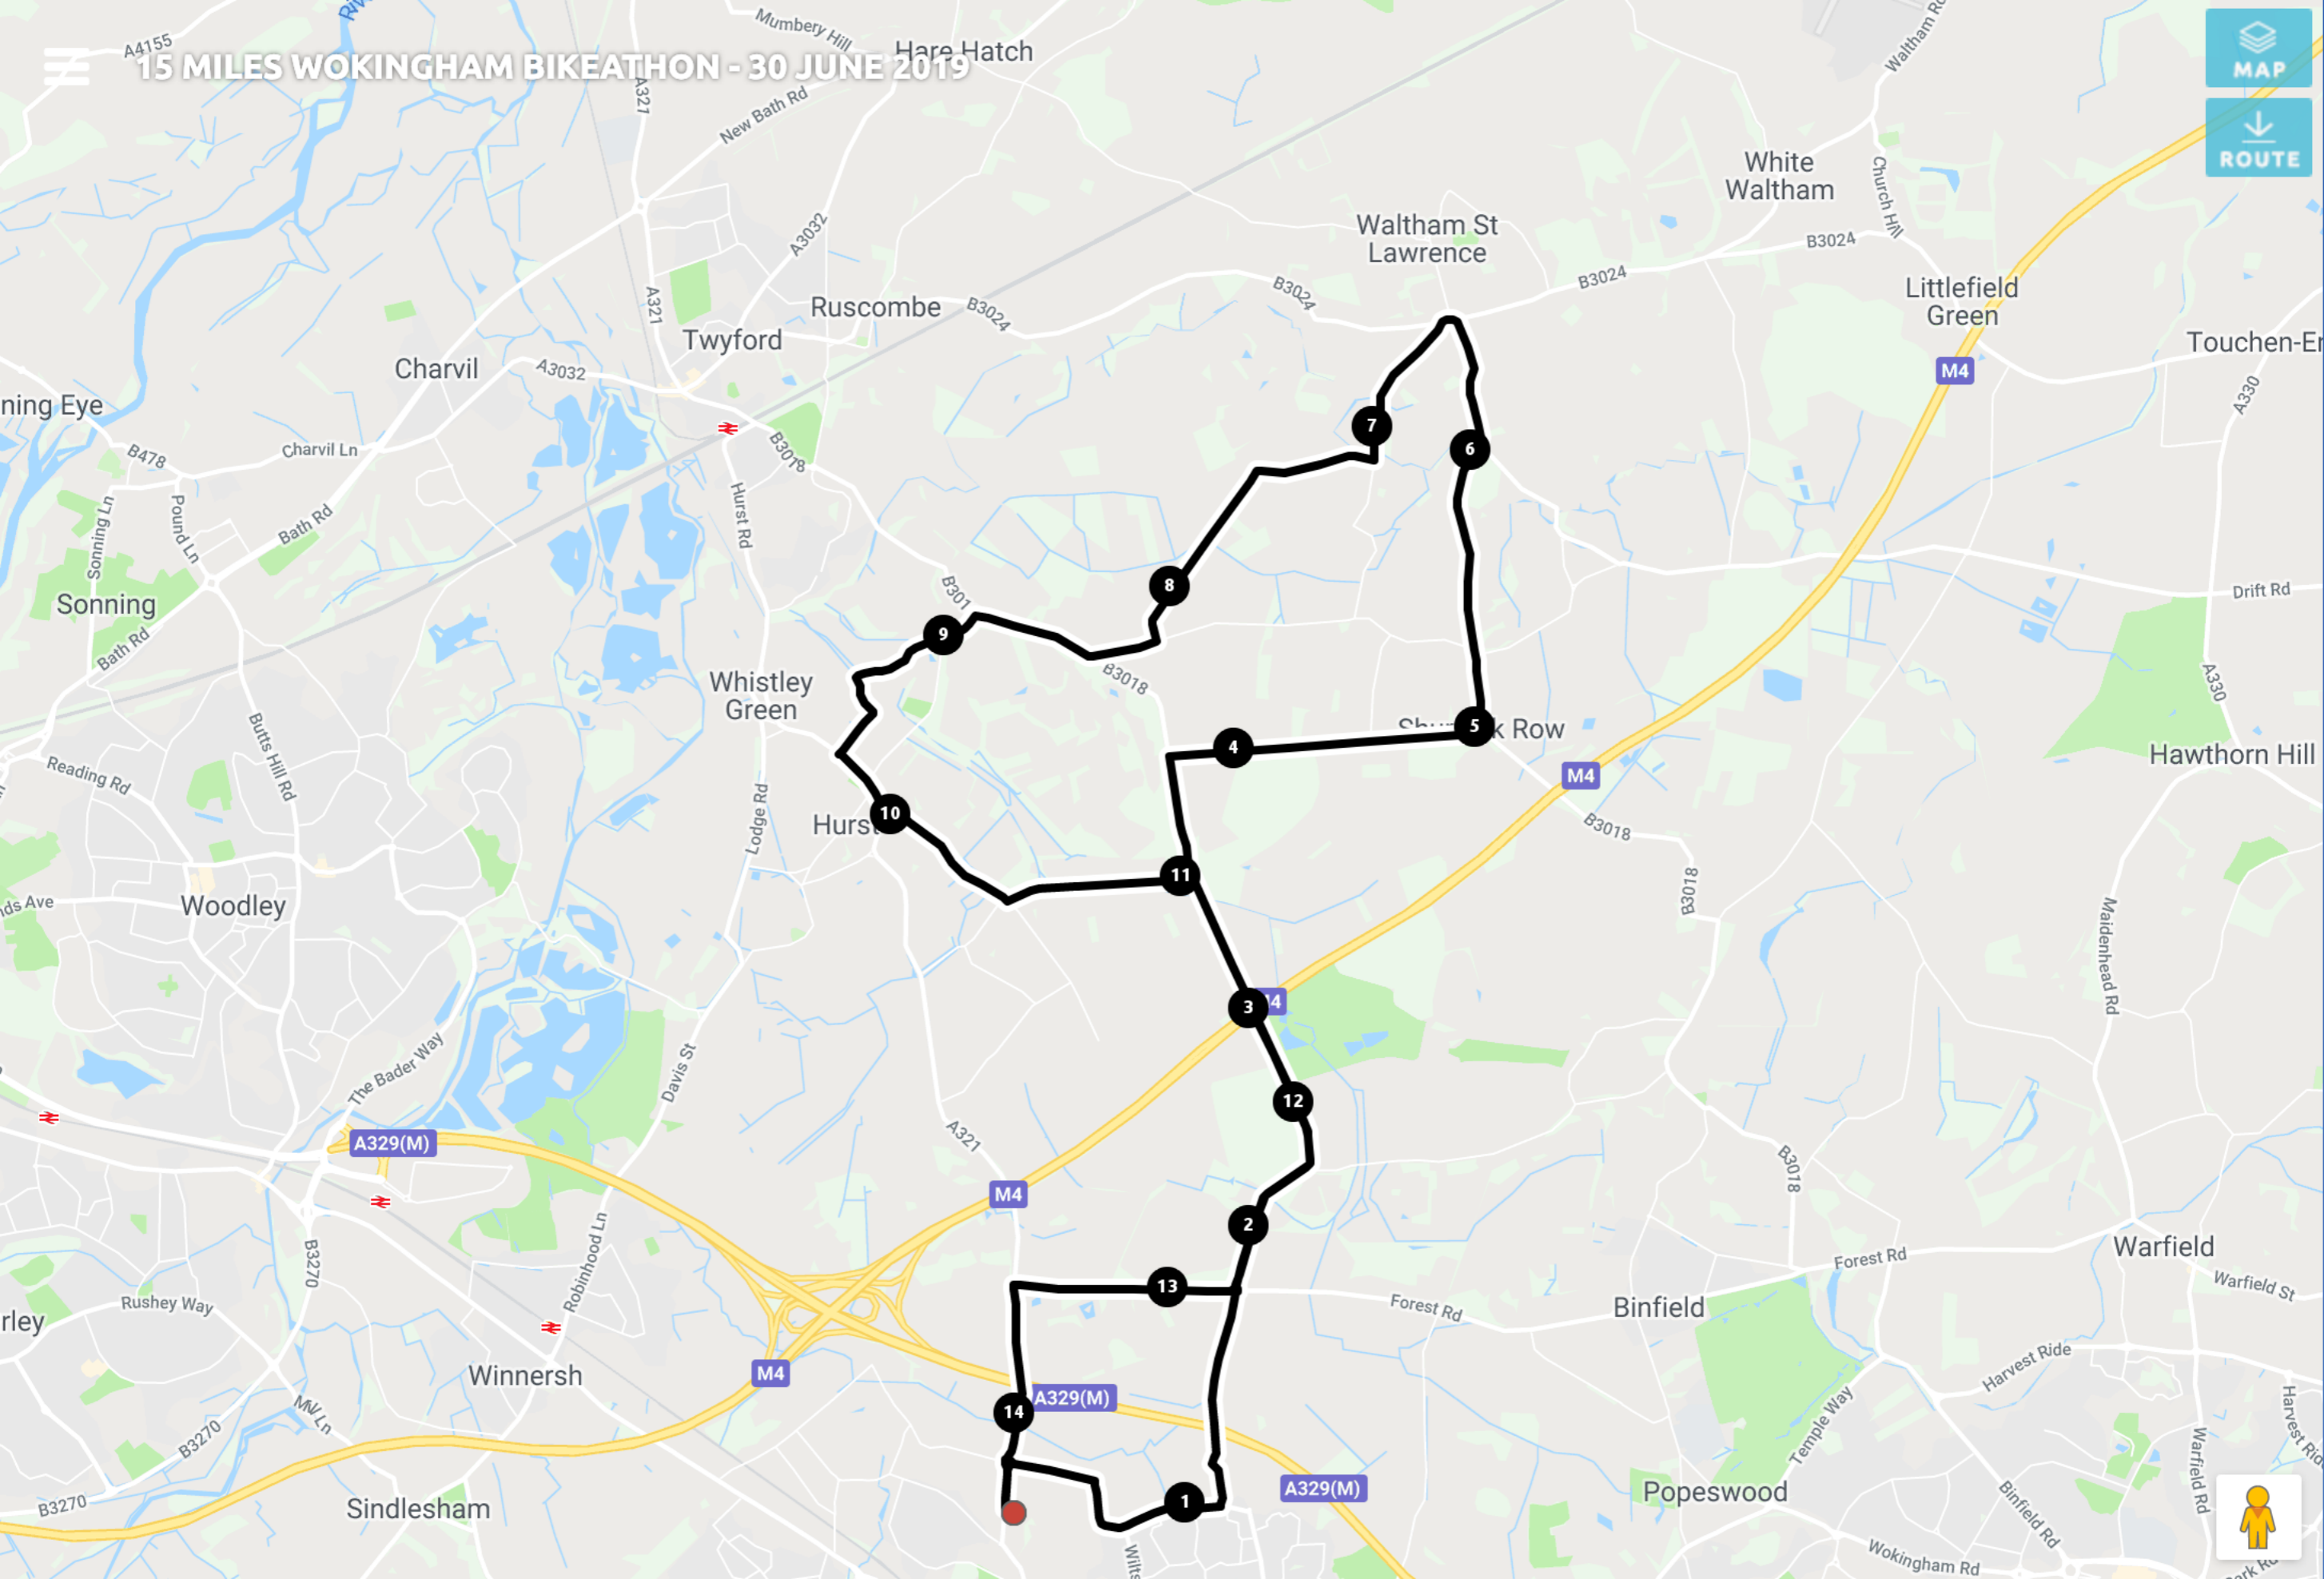 15 MILES WOKINGHAM BIKEATHON - 30 JUNE 2019
MAP
ROUTE
A4155
Mumbery Hill
Hare Hatch
A321
New Bath Rd
Waltham Rd
White
Waltham
Church Hill
Waltham St
Lawrence
B3024
B3024
A3032
Littlefield
Green
B3024
B3024
Ruscombe
A321
Twyford
Touchen-En
Charvil
A3032
M4
A330
ning Eye
7
6
B478
Charvil Ln
B3018
Sonning Ln
Pound Ln
Bath Rd
Hurst Rd
8
B301
Drift Rd
Sonning
9
Bath Rd
Whistley
Green
B3018
A330
5
k Row
4
Butts Hill Rd
Reading Rd
M4
Hawthorn Hill
Lodge Rd
10
Hurst
B3018
11
B3018
nds Ave
Woodley
Maidenhead Rd
3
The Bader Way
Davis St
12
A321
A329(M)
B3018
M4
2
B3270
Robinhood Ln
Forest Rd
Warfield
13
Warfield St
Rushey Way
Forest Rd
Binfield
rley
Winnersh
M4
Harvest Ride
A329(M)
14
Temple Way
B3270
Warfield Rd
A329(M)
Popeswood
B3270
Sindlesham
1
Binfield Rd
Wokingham Rd